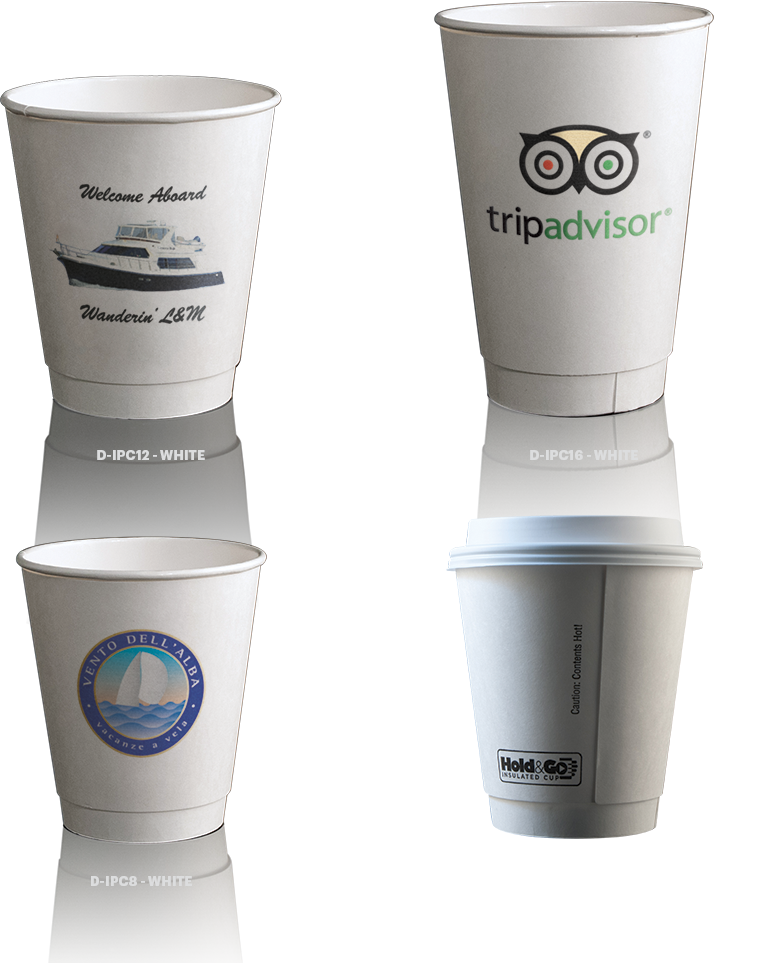 Welcome Aboard
Wanderin' L&M
D-IPC12 - WHITE
®
tripadvisor®
D-IPC16 - WHITE
VENTO DELL'ALBA
vacanze a vela
D-IPC8 - WHITE
Caution: Contents Hot!
Hold&Go
INSULATED CUP